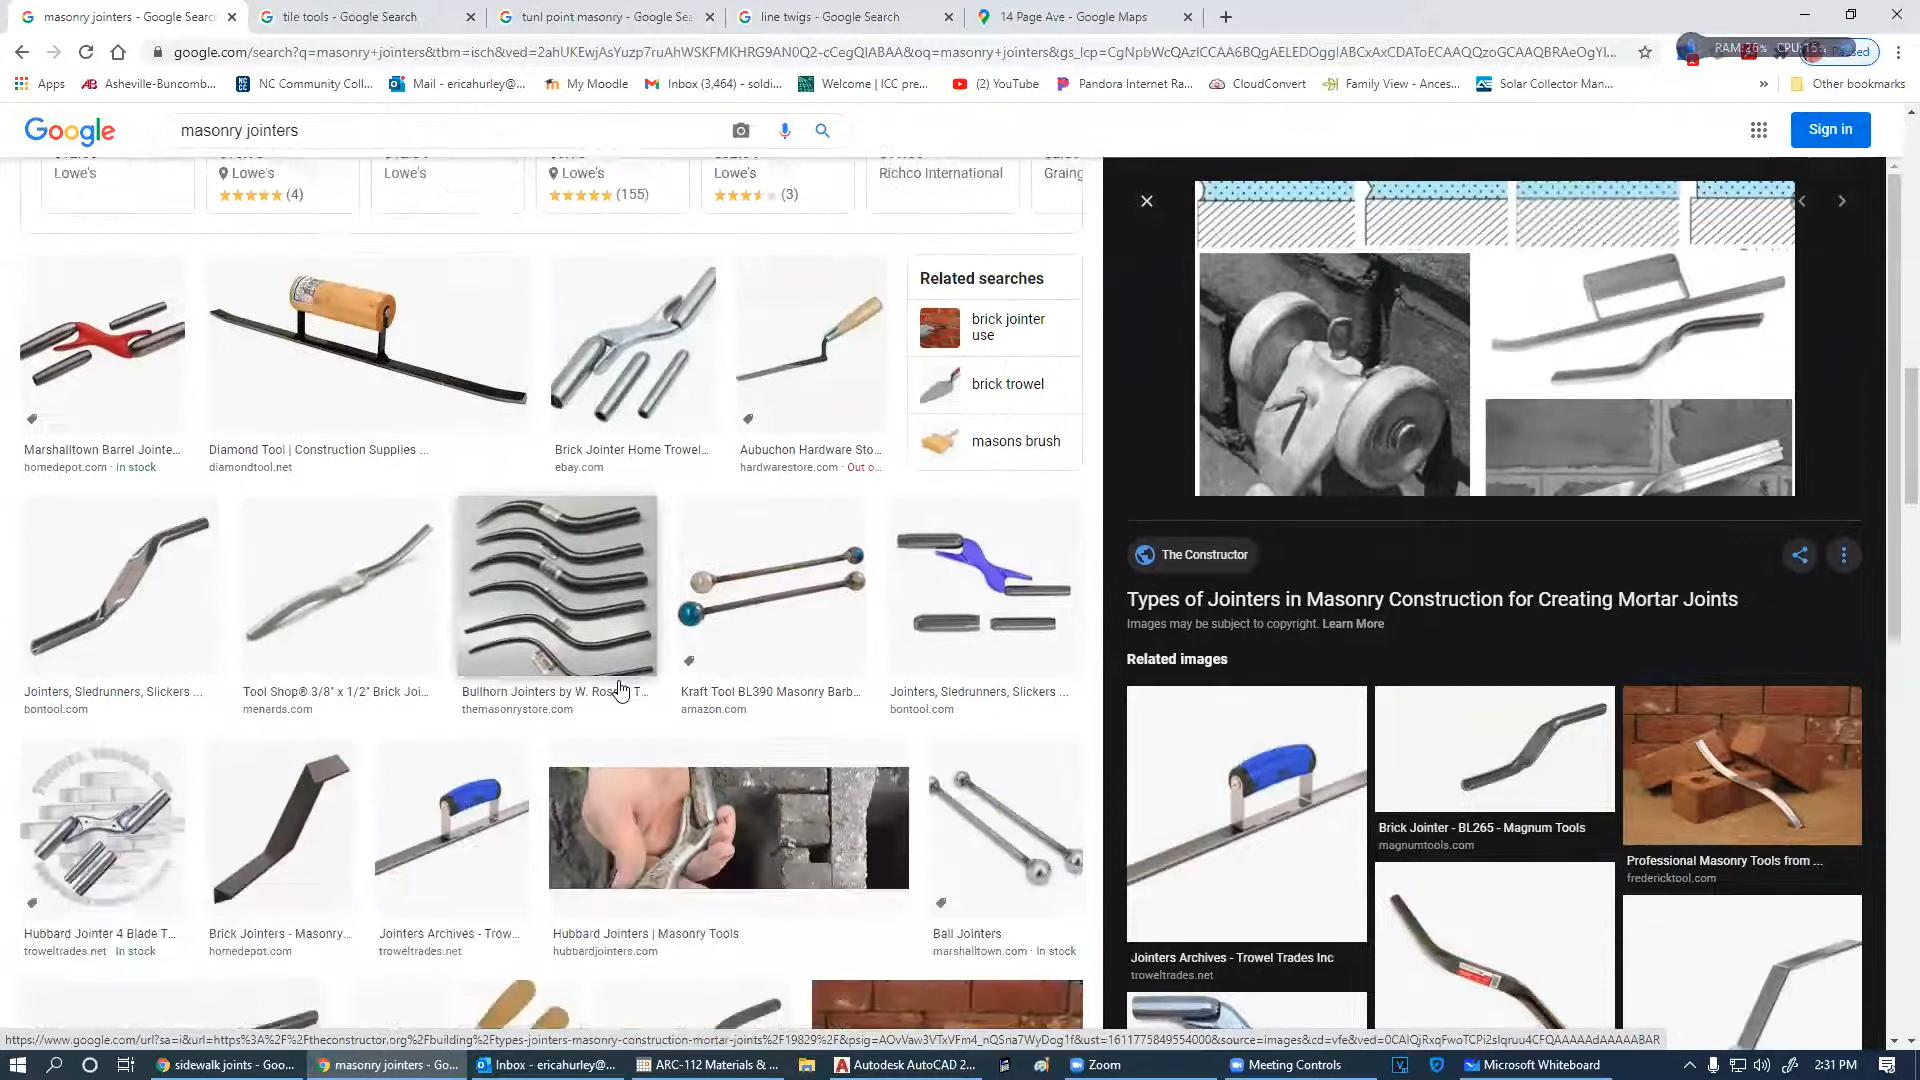 masonry jointers - Google Searc
tile tools - Google Search
tunl point masonry - Google Sea
line twigs - Google Search
14 Page Ave - Google Maps
RAM:26% CPU:15%
Apps
Asheville-Buncomb...
NC Community Coll...
Mail - ericahurley@...
My Moodle
Inbox (3,464) - soldi...
Welcome | ICC pre...
(2) YouTube
Pandora Internet Ra...
CloudConvert
Family View - Ances...
Solar Collector Man...
»
Other bookmarks
Google
masonry jointers
Sign in
Lowe's
Lowe's
(4)
Lowe's
Lowe's
(155)
Lowe's
(3)
Richco International
Graing
Related searches
brick jointer use
brick trowel
masons brush
Marshalltown Barrel Jointe...
homedepot.com · In stock
Diamond Tool | Construction Supplies ...
diamondtool.net
Brick Jointer Home Trowel...
ebay.com
Aubuchon Hardware Sto...
hardwarestore.com · Out o...
Jointers, Sledrunners, Slickers ...
bontool.com
Tool Shop® 3/8" x 1/2" Brick Joi...
menards.com
Bullhorn Jointers by W. Ros T...
themasonrystore.com
Kraft Tool BL390 Masonry Barb...
amazon.com
Jointers, Sledrunners, Slickers ...
bontool.com
Hubbard Jointer 4 Blade T...
troweltrades.net In stock
Brick Jointers - Masonry...
homedepot.com
Jointers Archives - Trow...
troweltrades.net
Hubbard Jointers | Masonry Tools
hubbardjointers.com
Ball Jointers
marshalltown.com · In stock
The Constructor
Types of Jointers in Masonry Construction for Creating Mortar Joints
Images may be subject to copyright. Learn More
Related images
Jointers Archives - Trowel Trades Inc
troweltrades.net
Brick Jointer - BL265 - Magnum Tools
magnumtools.com
Professional Masonry Tools from ...
fredericktool.com
sidewalk joints - Goo...
masonry jointers - Go...
Inbox - ericahurley@...
ARC-112 Materials & ...
Autodesk AutoCAD 2...
Zoom
Meeting Controls
Microsoft Whiteboard
2:31 PM